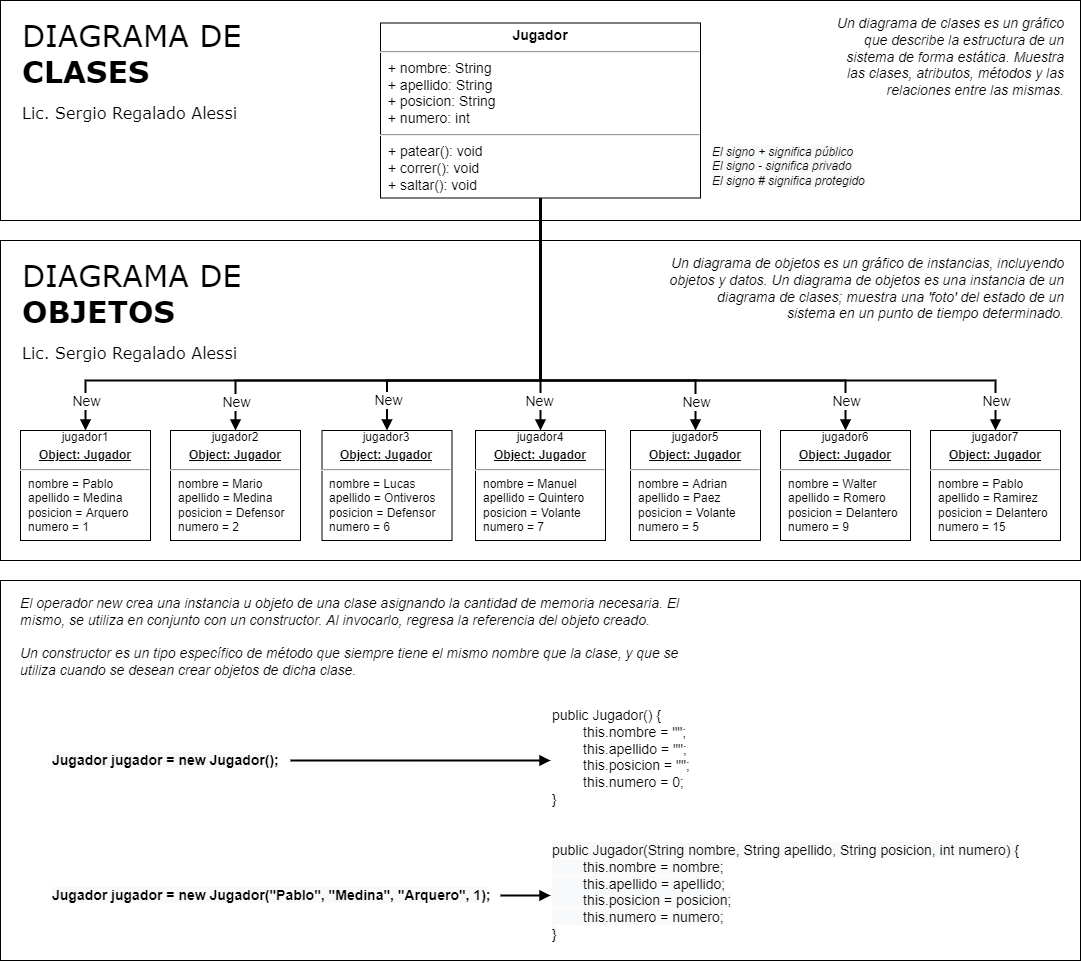 DIAGRAMA DE
CLASES
Lic. Sergio Regalado Alessi
Jugador
+ nombre: String
+ apellido: String
+ posicion: String
+ numero: int
+ patear(): void
+ correr(): void
+ saltar(): void
Un diagrama de clases es un gráfico
que describe la estructura de un
sistema de forma estática. Muestra
las clases, atributos, métodos y las
relaciones entre las mismas.
El signo + significa público
El signo - significa privado
El signo # significa protegido
DIAGRAMA DE
OBJETOS
Lic. Sergio Regalado Alessi
Un diagrama de objetos es un gráfico de instancias, incluyendo
objetos y datos. Un diagrama de objetos es una instancia de un
diagrama de clases; muestra una 'foto' del estado de un
sistema en un punto de tiempo determinado.
New
New
New
New
New
New
New
jugador1
Object: Jugador
nombre = Pablo
apellido = Medina
posicion = Arquero
numero = 1
jugador2
Object: Jugador
nombre = Mario
apellido = Medina
posicion = Defensor
numero = 2
jugador3
Object: Jugador
nombre = Lucas
apellido = Ontiveros
posicion = Defensor
numero = 6
jugador4
Object: Jugador
nombre = Manuel
apellido = Quintero
posicion = Volante
numero = 7
jugador5
Object: Jugador
nombre = Adrian
apellido = Paez
posicion = Volante
numero = 5
jugador6
Object: Jugador
nombre = Walter
apellido = Romero
posicion = Delantero
numero = 9
jugador7
Object: Jugador
nombre = Pablo
apellido = Ramirez
posicion = Delantero
numero = 15
El operador new crea una instancia u objeto de una clase asignando la cantidad de memoria necesaria. El
mismo, se utiliza en conjunto con un constructor. Al invocarlo, regresa la referencia del objeto creado.
Un constructor es un tipo específico de método que siempre tiene el mismo nombre que la clase, y que se
utiliza cuando se desean crear objetos de dicha clase.
Jugador jugador = new Jugador();
public Jugador() {
this.nombre = "";
this.apellido = "";
this.posicion = "";
this.numero = 0;
}
Jugador jugador = new Jugador("Pablo", "Medina", "Arquero", 1);
public Jugador(String nombre, String apellido, String posicion, int numero) {
this.nombre = nombre;
this.apellido = apellido;
this.posicion = posicion;
this.numero = numero;
}